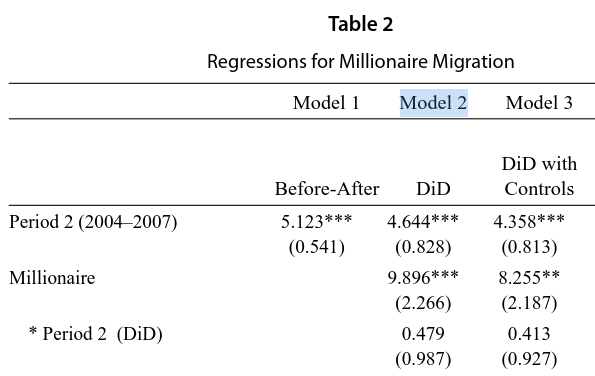 Table 2
Regressions for Millionaire Migration
Model 1 Model 2 Model 3
DiD with
Before-After DiD Controls
Period 2 (2004–2007) 5.123*** 4.644*** 4.358***
(0.541) (0.828) (0.813)
Millionaire 9.896*** 8.255**
(2.266) (2.187)
* Period 2 (DiD) 0.479 0.413
(0.987) (0.927)